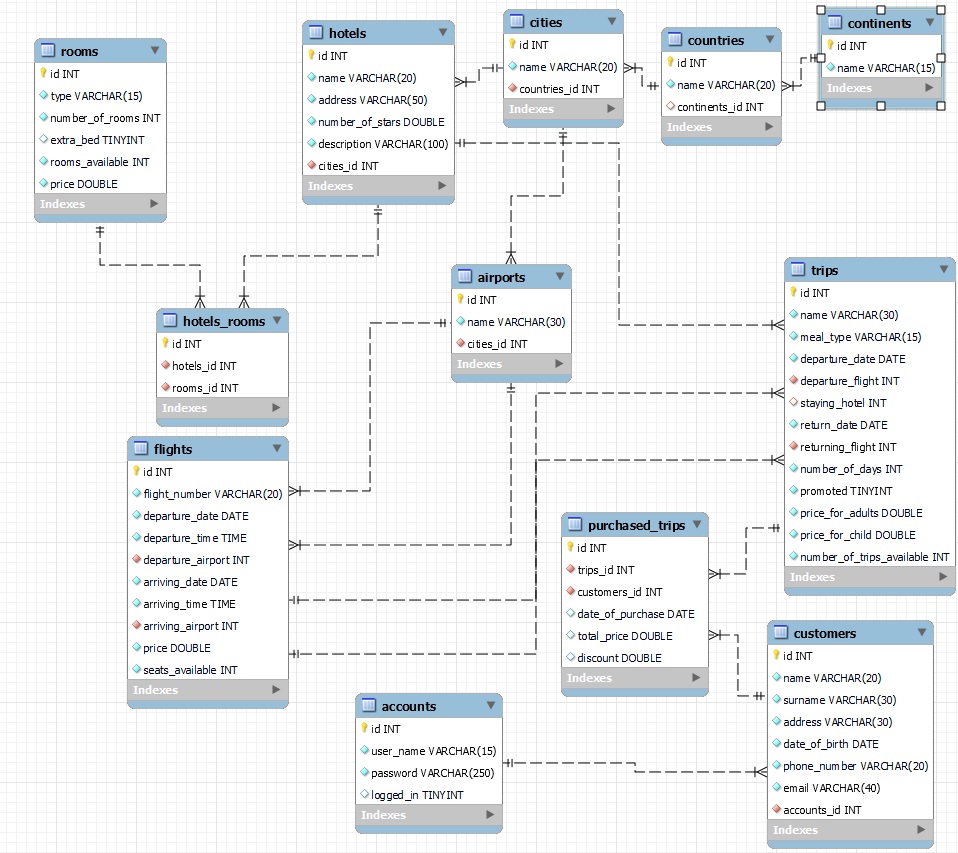 rooms
id INT
type VARCHAR(15)
number_of_rooms INT
extra_bed TINYINT
rooms_available INT
price DOUBLE
Indexes
hotels
id INT
name VARCHAR(20)
address VARCHAR(50)
number_of_stars DOUBLE
description VARCHAR(100)
cities_id INT
Indexes
cities
id INT
name VARCHAR(20)
countries_id INT
Indexes
countries
id INT
name VARCHAR(20)
continents_id INT
Indexes
continents
id INT
name VARCHAR(15)
Indexes
hotels_rooms
id INT
hotels_id INT
rooms_id INT
Indexes
airports
id INT
name VARCHAR(30)
cities_id INT
Indexes
trips
id INT
name VARCHAR(30)
meal_type VARCHAR(15)
departure_date DATE
departure_flight INT
staying_hotel INT
return_date DATE
returning_flight INT
number_of_days INT
promoted TINYINT
price_for_adults DOUBLE
price_for_child DOUBLE
number_of_trips_available INT
Indexes
flights
id INT
flight_number VARCHAR(20)
departure_date DATE
departure_time TIME
departure_airport INT
arriving_date DATE
arriving_time TIME
arriving_airport INT
price DOUBLE
seats_available INT
Indexes
purchased_trips
id INT
trips_id INT
customers_id INT
date_of_purchase DATE
total_price DOUBLE
discount DOUBLE
Indexes
customers
id INT
name VARCHAR(20)
surname VARCHAR(30)
address VARCHAR(30)
date_of_birth DATE
phone_number VARCHAR(20)
email VARCHAR(40)
accounts_id INT
Indexes
accounts
id INT
user_name VARCHAR(15)
password VARCHAR(250)
logged_in TINYINT
Indexes